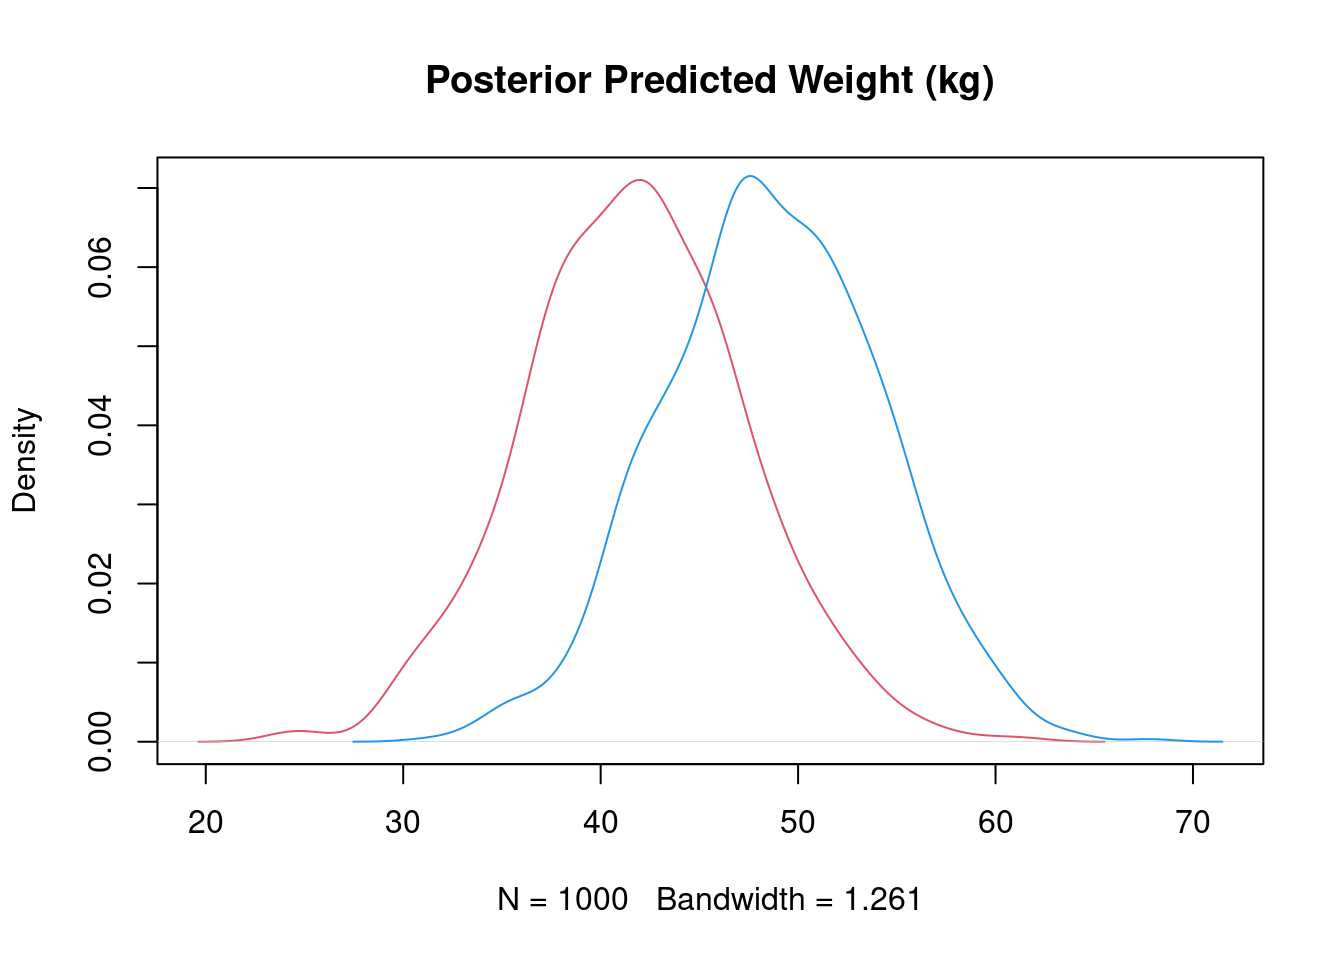 Posterior Predicted Weight (kg)
Density
0.06
0.04
0.02
0.00
20 30 40 50 60 70
N = 1000   Bandwidth = 1.261